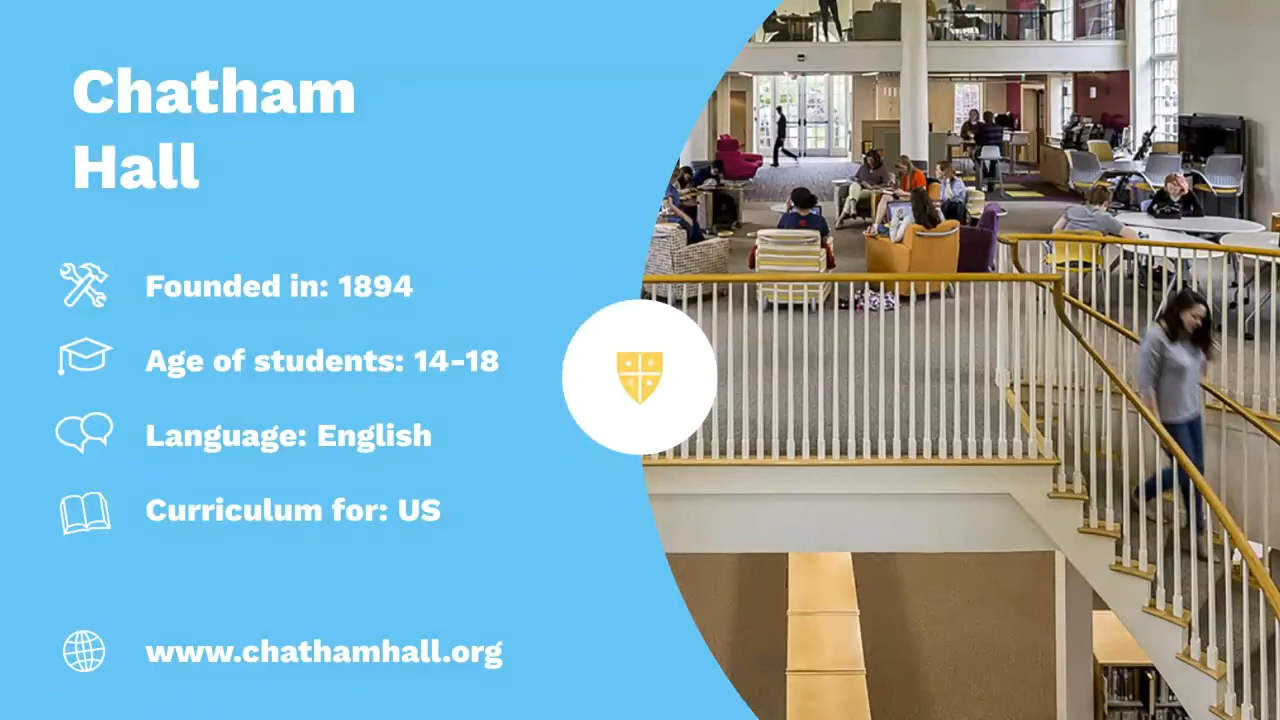 Chatham
Hall
Founded in: 1894
Age of students: 14-18
Language: English
Curriculum for: US
www.chathamhall.org